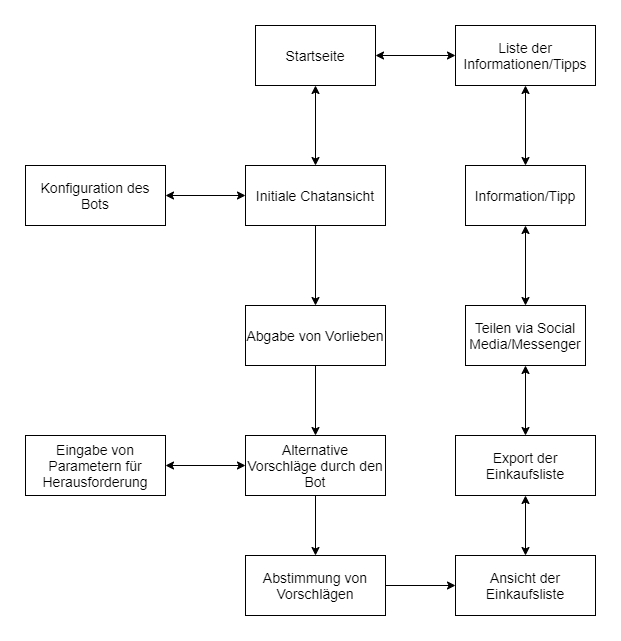 Startseite
Liste der
Informationen/Tipps
Konfiguration des
Bots
Initiale Chatansicht
Information/Tipp
Abgabe von Vorlieben
Teilen via Social
Media/Messenger
Eingabe von
Parametern für
Herausforderung
Alternative
Vorschläge durch den
Bot
Export der
Einkaufsliste
Abstimmung von
Vorschlägen
Ansicht der
Einkaufsliste